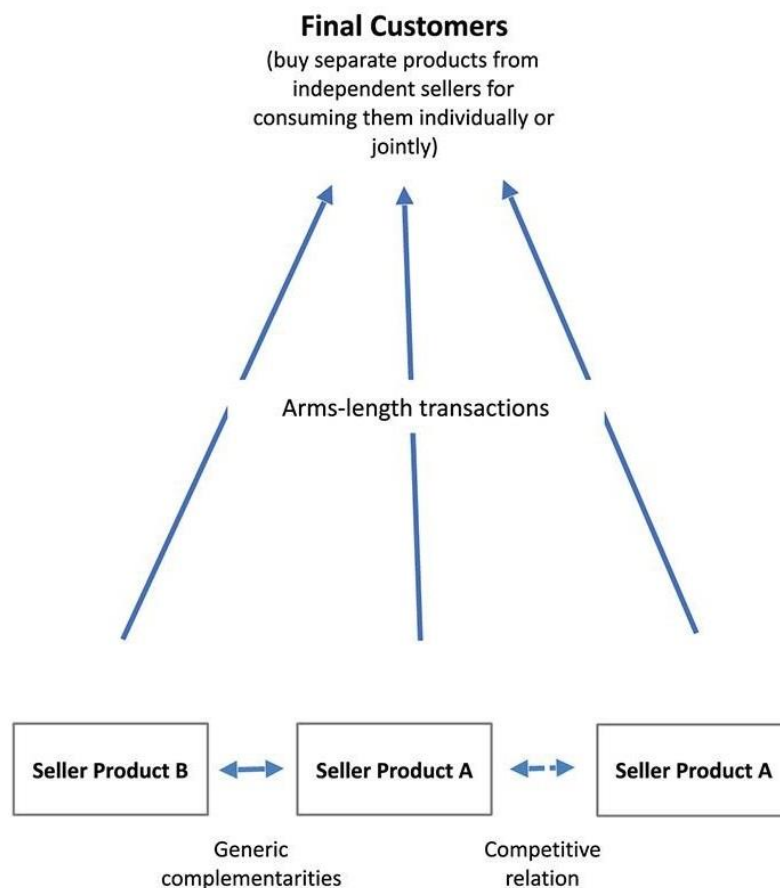 Final Customers
(buy separate products from
independent sellers for
consuming them individually or
jointly)
Arms-length transactions
Seller Product B
Seller Product A
Seller Product A
Generic
complementarities
Competitive
relation